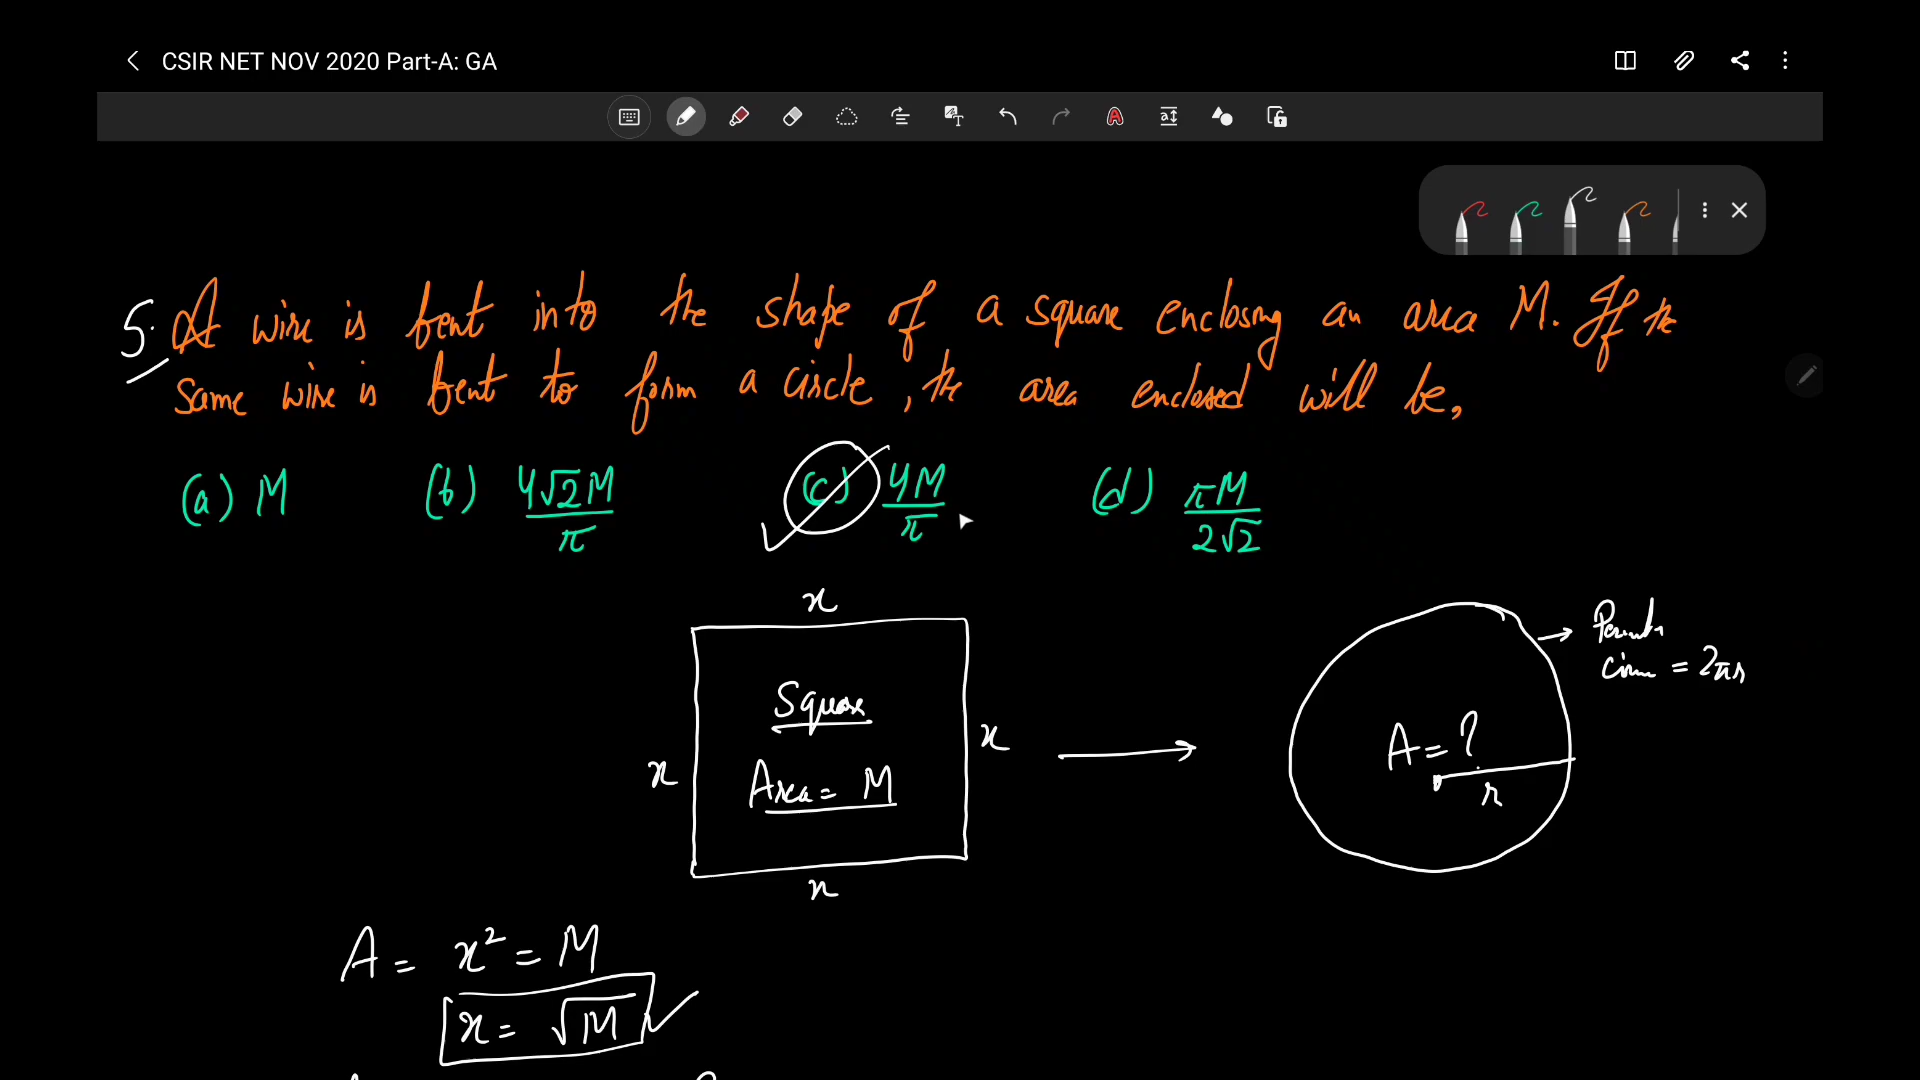 CSIR NET NOV 2020 Part-A: GA
5. A wire is bent into the shape of a square enclosing an area M. If the
same wire is bent to form a circle, the area enclosed will be,
(a) M (b) 4√2M/π (c) 4M/π (d) πM/2√2
x
Square
Area = M
x
x
x
A = ?
r
= 2πr
A = x² = M
x = √M